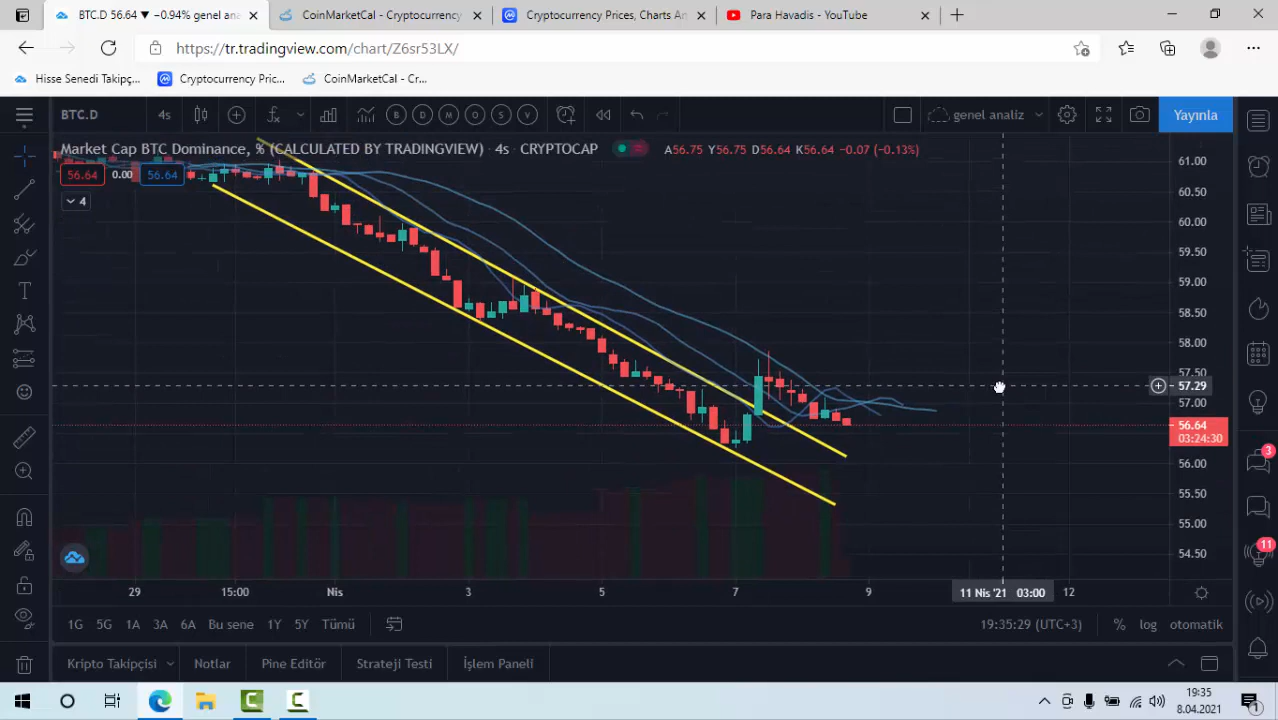 BTC.D 56.64 ▼ −0.94% genel ana
CoinMarketCal - Cryptocurrency
Cryptocurrency Prices, Charts An
Para Havadis - YouTube
https://tr.tradingview.com/chart/Z6sr53LX/
Hisse Senedi Takipç...
Cryptocurrency Pric...
CoinMarketCal - Cr...
BTC.D
4s
B
D
M
O
S
V
genel analiz
Yayınla
Market Cap BTC Dominance, % (CALCULATED BY TRADINGVIEW) · 4s · CRYPTOCAP
A56.75 Y56.75 D56.64 K56.64 −0.07 (−0.13%)
56.64 0.00 56.64
4
61.00
60.50
60.00
59.50
59.00
58.50
58.00
57.50
57.29
57.00
56.64
03:24:30
56.00
55.50
55.00
54.50
3
11
29 15:00 Nis 3 5 7 9 11 Nis '21 03:00 12
1G 5G 1A 3A 6A Bu sene 1Y 5Y Tümü
19:35:29 (UTC+3) % log otomatik
Kripto Takipçisi Notlar Pine Editör Strateji Testi İşlem Paneli
19:35
8.04.2021
1